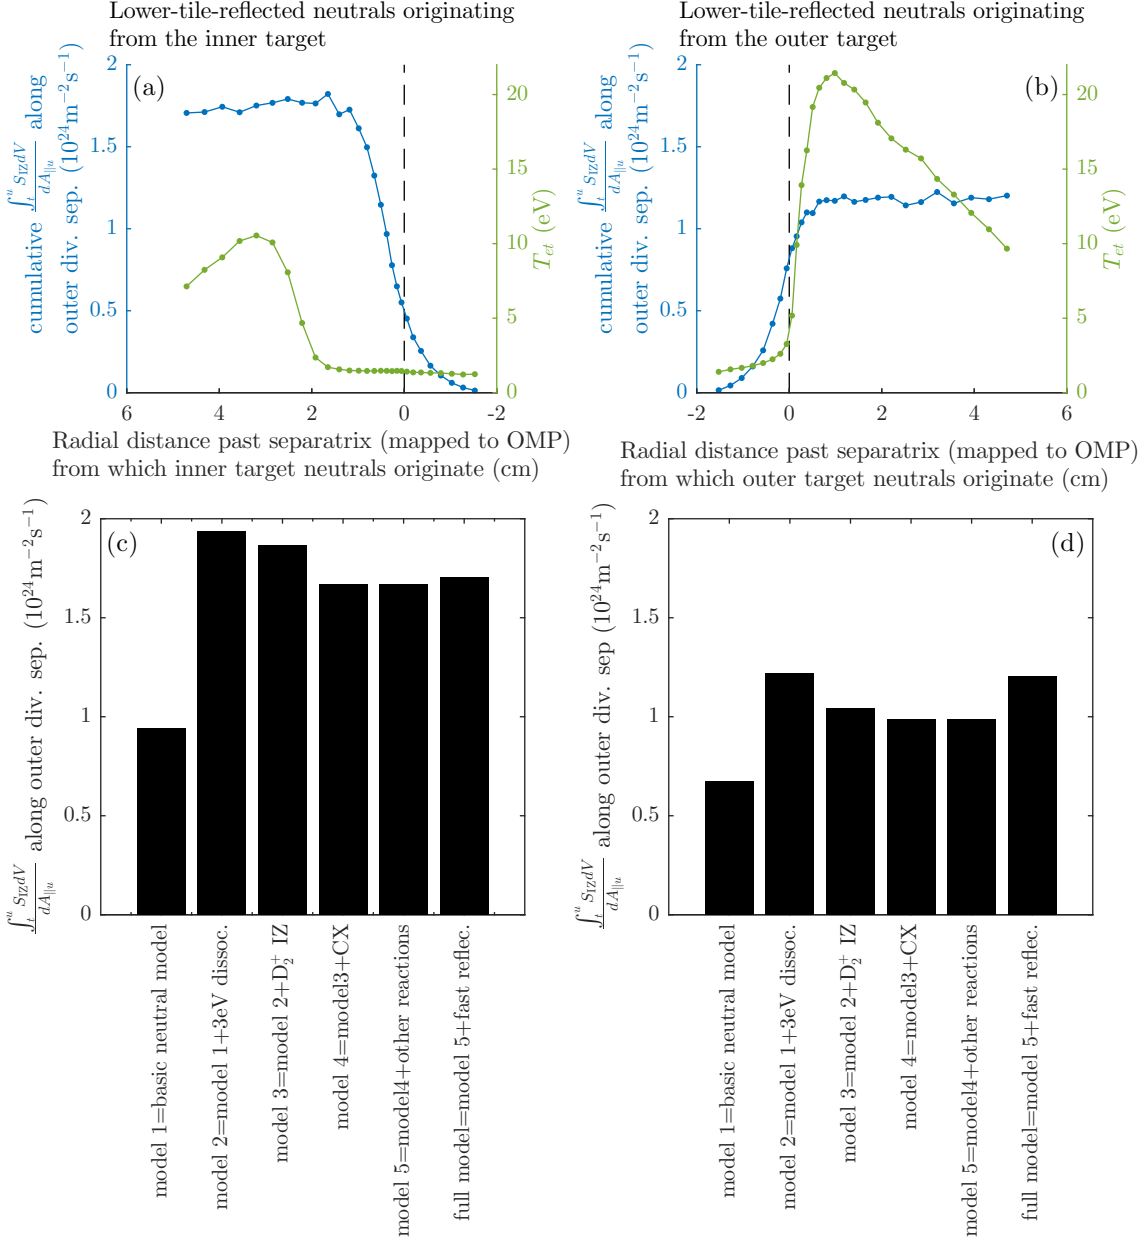 Lower-tile-reflected neutrals originating
from the inner target
(a)
cumulative ∫_t^u S_IZ dV / dA_∥u along
outer div. sep. (10^24 m^−2 s^−1)
2
1.5
1
0.5
0
20
15
10
5
0
T_et (eV)
6 4 2 0 -2
Radial distance past separatrix (mapped to OMP)
from which inner target neutrals originate (cm)
Lower-tile-reflected neutrals originating
from the outer target
(b)
cumulative ∫_t^u S_IZ dV / dA_∥u along
outer div. sep. (10^24 m^−2 s^−1)
2
1.5
1
0.5
0
20
15
10
5
0
T_et (eV)
-2 0 2 4 6
Radial distance past separatrix (mapped to OMP)
from which outer target neutrals originate (cm)
(c)
∫_t^u S_IZ dV / dA_∥u along outer div. sep. (10^24 m^−2 s^−1)
2
1.5
1
0.5
0
model 1=basic neutral model
model 2=model 1+3eV dissoc.
model 3=model 2+D_2^+ IZ
model 4=model3+CX
model 5=model4+other reactions
full model=model 5+fast reflec.
(d)
∫_t^u S_IZ dV / dA_∥u along outer div. sep (10^24 m^−2 s^−1)
2
1.5
1
0.5
0
model 1=basic neutral model
model 2=model 1+3eV dissoc.
model 3=model 2+D_2^+ IZ
model 4=model3+CX
model 5=model4+other reactions
full model=model 5+fast reflec.